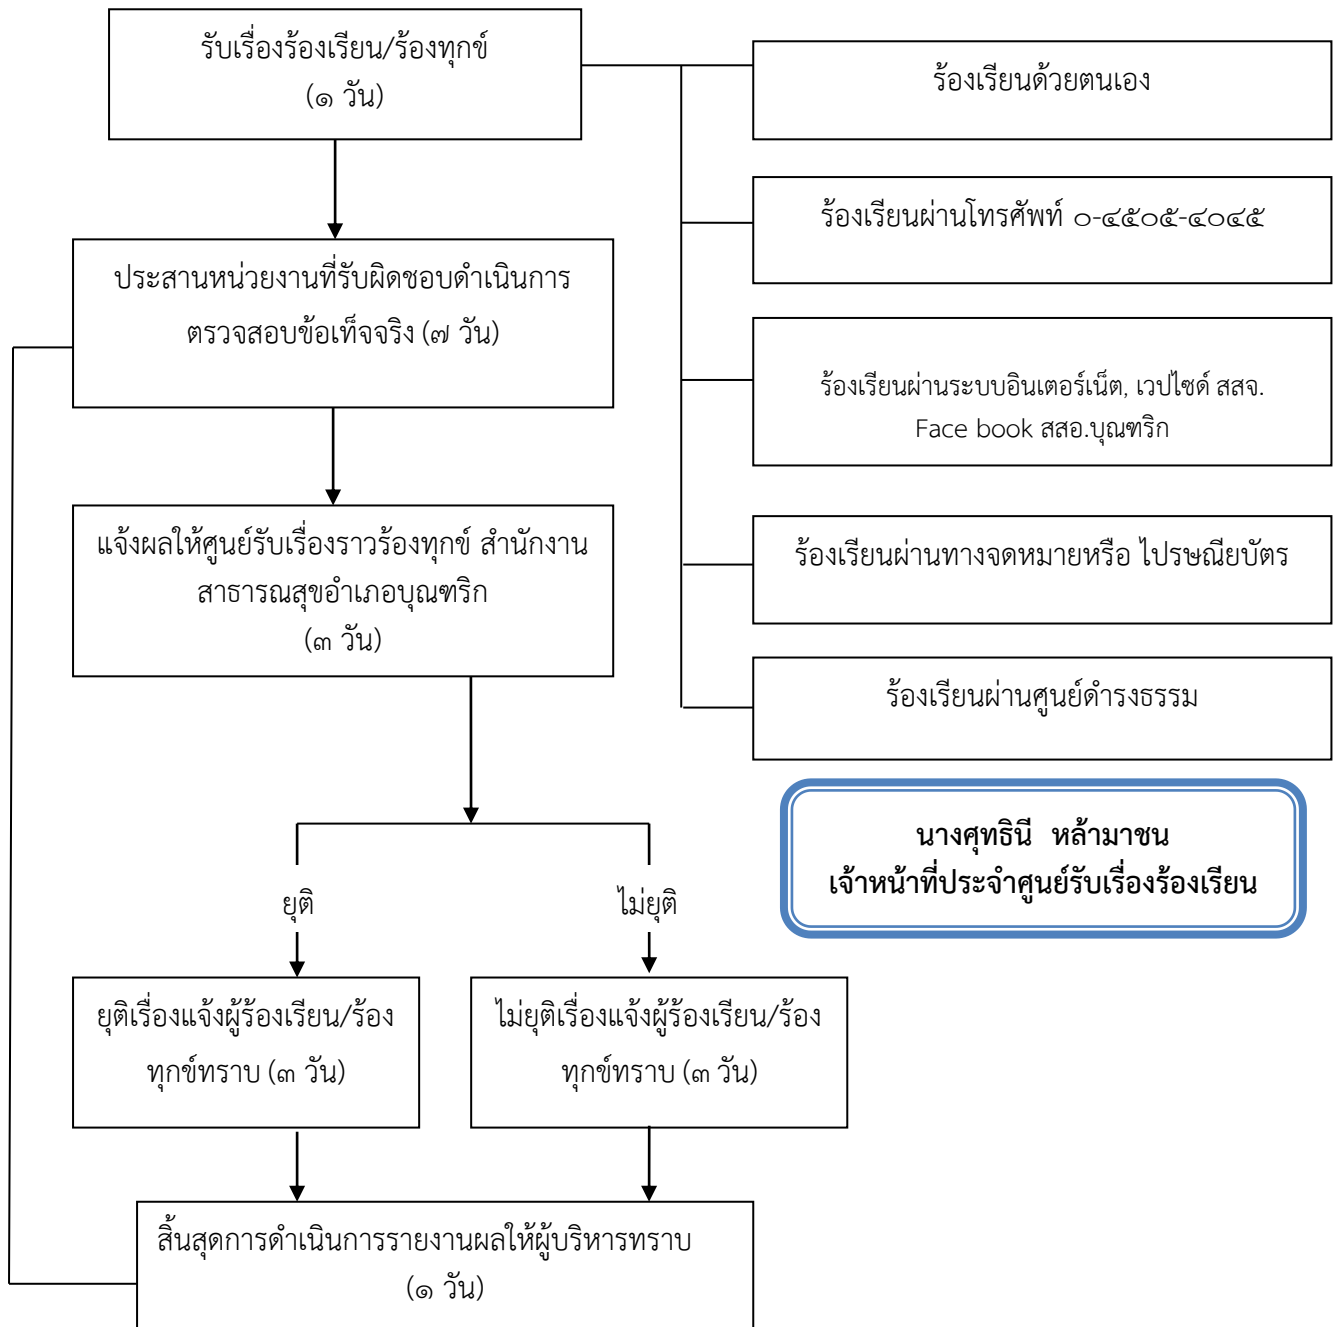 รับเรื่องร้องเรียน/ร้องทุกข์
(๑ วัน)
ร้องเรียนด้วยตนเอง
ร้องเรียนผ่านโทรศัพท์ ๐-๔๕๐๕-๔๐๔๕
ประสานหน่วยงานที่รับผิดชอบดำเนินการ
ตรวจสอบข้อเท็จจริง (๗ วัน)
ร้องเรียนผ่านระบบอินเตอร์เน็ต, เวปไซด์ สสจ.
Face book สสอ.บุณฑริก
แจ้งผลให้ศูนย์รับเรื่องราวร้องทุกข์ สำนักงาน
สาธารณสุขอำเภอบุณฑริก
(๓ วัน)
ร้องเรียนผ่านทางจดหมายหรือ ไปรษณียบัตร
ร้องเรียนผ่านศูนย์ดำรงธรรม
นางศุทธินี หล้ามาชน
เจ้าหน้าที่ประจำศูนย์รับเรื่องร้องเรียน
ยุติ
ไม่ยุติ
ยุติเรื่องแจ้งผู้ร้องเรียน/ร้อง
ทุกข์ทราบ (๓ วัน)
ไม่ยุติเรื่องแจ้งผู้ร้องเรียน/ร้อง
ทุกข์ทราบ (๓ วัน)
สิ้นสุดการดำเนินการรายงานผลให้ผู้บริหารทราบ
(๑ วัน)